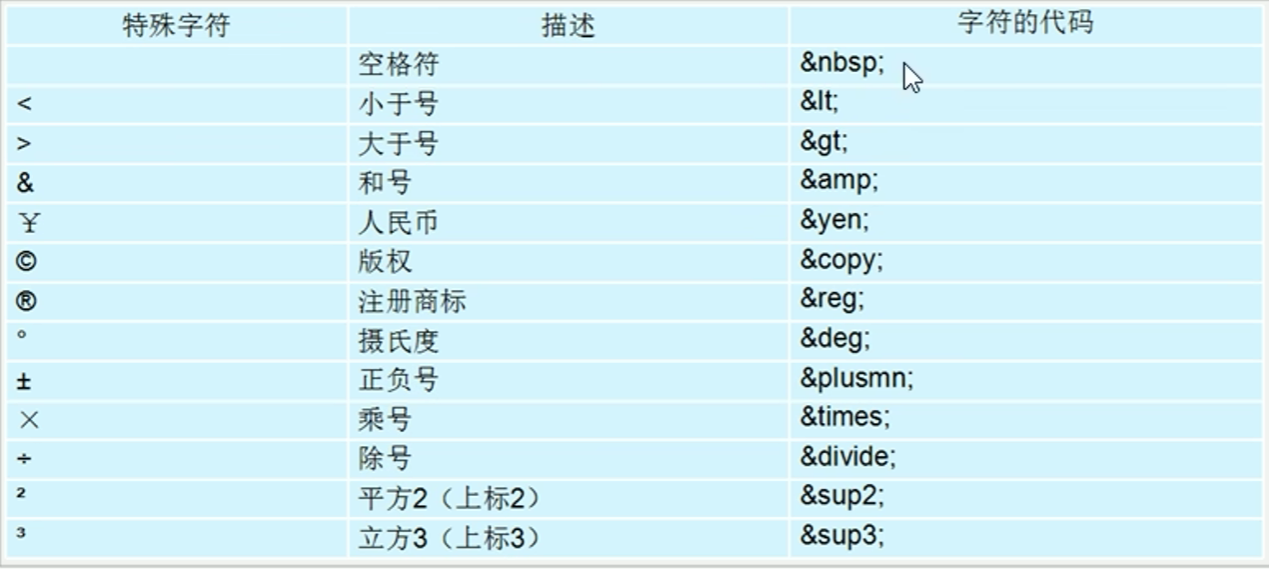 特殊字符 描述 字符的代码
空格符 &nbsp;
< 小于号 &lt;
> 大于号 &gt;
& 和号 &amp;
¥ 人民币 &yen;
© 版权 &copy;
® 注册商标 &reg;
° 摄氏度 &deg;
± 正负号 &plusmn;
× 乘号 &times;
÷ 除号 &divide;
² 平方2（上标2） &sup2;
³ 立方3（上标3） &sup3;